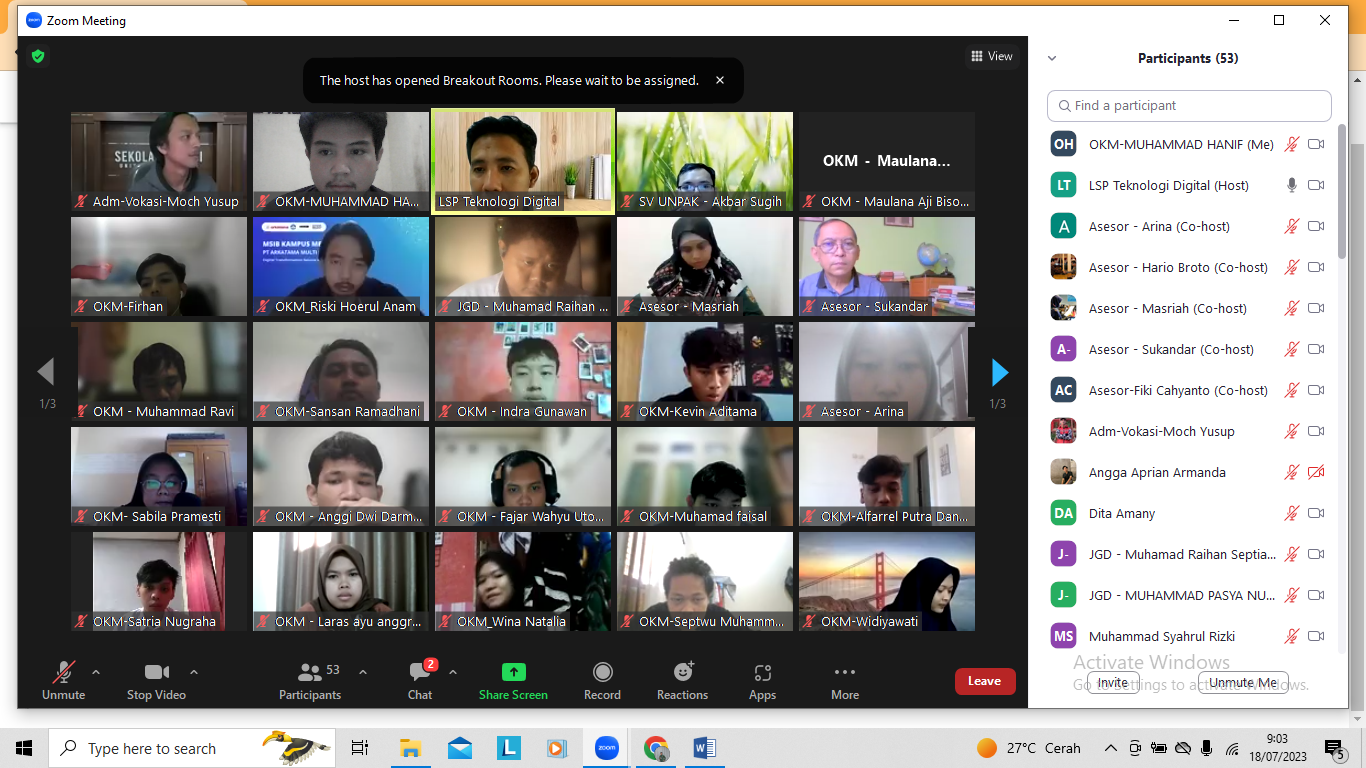 Zoom Meeting
View
The host has opened Breakout Rooms. Please wait to be assigned.
SEKOLA
Adm-Vokasi-Moch Yusup
OKM-MUHAMMAD HA...
LSP Teknologi Digital
SV UNPAK - Akbar Sugih
OKM - Maulana...
OKM - Maulana Aji Biso...
MSIB KAMPUS ME
PT ARKATAMA MULTI
OKM-Firhan
OKM_Riski Hoerul Anam
JGD - Muhamad Raihan ...
Asesor - Masriah
Asesor - Sukandar
OKM - Muhammad Ravi
OKM-Sansan Ramadhani
OKM - Indra Gunawan
OKM-Kevin Aditama
Asesor - Arina
1/3
1/3
OKM- Sabila Pramesti
OKM - Anggi Dwi Darm...
OKM - Fajar Wahyu Uto...
OKM-Muhamad faisal
OKM-Alfarrel Putra Dan...
OKM-Satria Nugraha
OKM - Laras ayu anggr...
OKM_Wina Natalia
OKM-Septwu Muhamm...
OKM-Widiyawati
Unmute
Stop Video
53
Participants
2
Chat
Share Screen
Record
Reactions
Apps
More
Leave
Participants (53)
Find a participant
OH OKM-MUHAMMAD HANIF (Me)
LT LSP Teknologi Digital (Host)
A Asesor - Arina (Co-host)
Asesor - Hario Broto (Co-host)
Asesor - Masriah (Co-host)
A- Asesor - Sukandar (Co-host)
AC Asesor-Fiki Cahyanto (Co-host)
Adm-Vokasi-Moch Yusup
Angga Aprian Armanda
DA Dita Amany
J- JGD - Muhamad Raihan Septia...
J- JGD - MUHAMMAD PASYA NU...
MS Muhammad Syahrul Rizki
Activate Windows
Go to Settings to activate Windows.
Invite
Unmute Me
Type here to search
L
zoom
W
27°C Cerah
9:03
18/07/2023
5